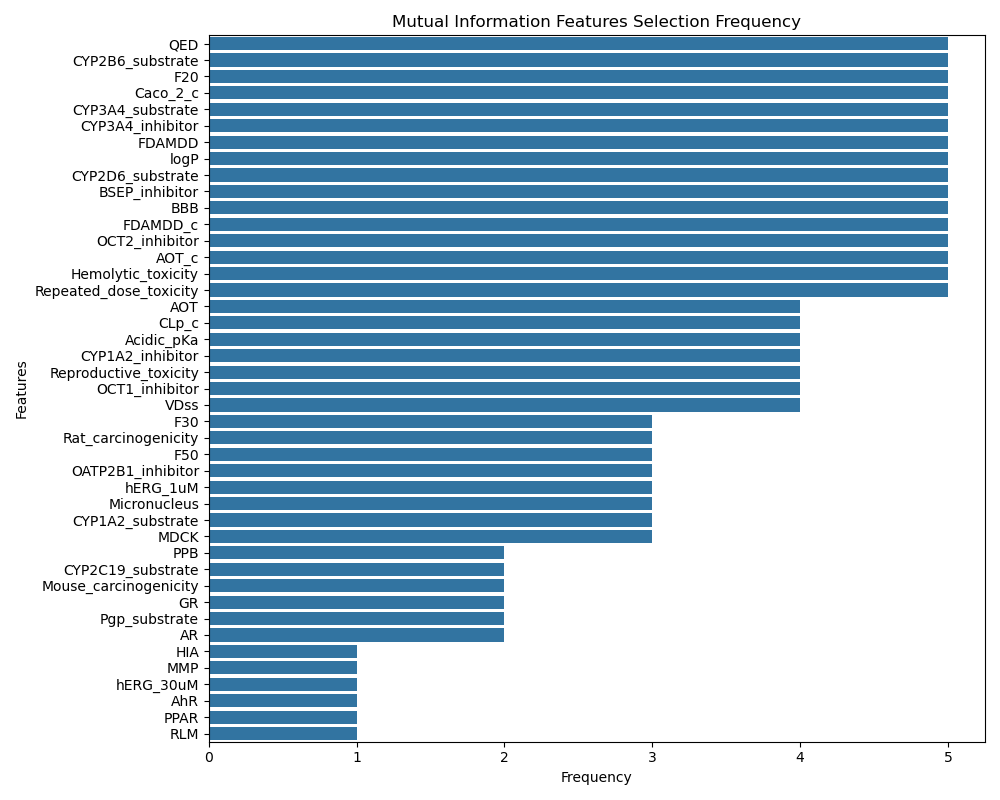 Mutual Information Features Selection Frequency
QED
CYP2B6_substrate
F20
Caco_2_c
CYP3A4_substrate
CYP3A4_inhibitor
FDAMDD
logP
CYP2D6_substrate
BSEP_inhibitor
BBB
FDAMDD_c
OCT2_inhibitor
AOT_c
Hemolytic_toxicity
Repeated_dose_toxicity
AOT
CLp_c
Acidic_pKa
CYP1A2_inhibitor
Reproductive_toxicity
OCT1_inhibitor
VDss
F30
Rat_carcinogenicity
F50
OATP2B1_inhibitor
hERG_1uM
Micronucleus
CYP1A2_substrate
MDCK
PPB
CYP2C19_substrate
Mouse_carcinogenicity
GR
Pgp_substrate
AR
HIA
MMP
hERG_30uM
AhR
PPAR
RLM
Features
0 1 2 3 4 5
Frequency